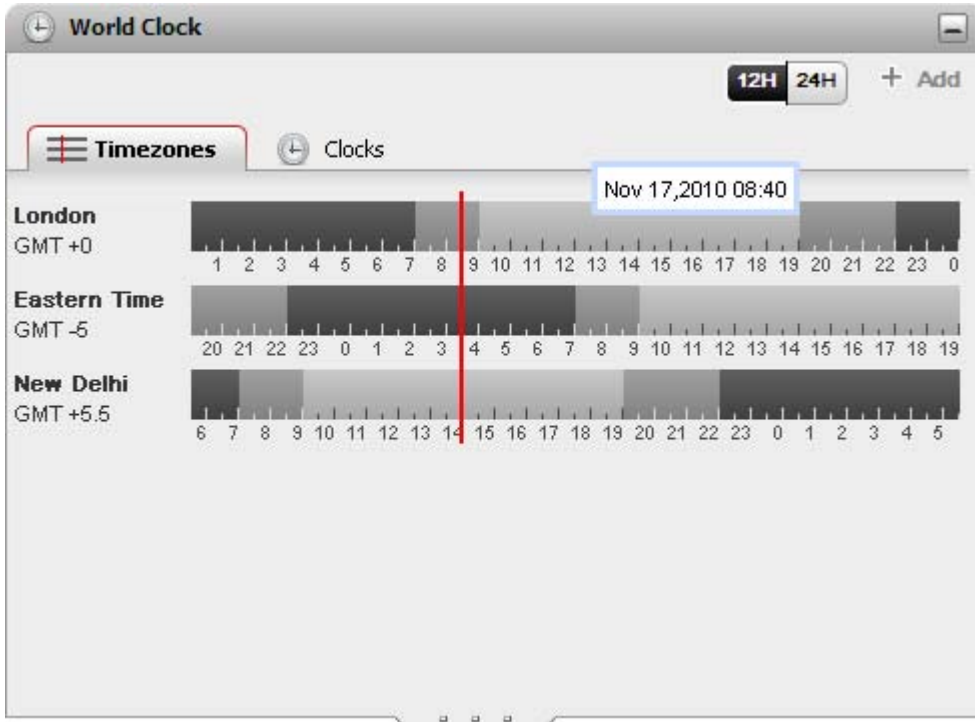 World Clock
12H 24H + Add
Timezones Clocks
Nov 17,2010 08:40
London
GMT +0
1 2 3 4 5 6 7 8 9 10 11 12 13 14 15 16 17 18 19 20 21 22 23 0
Eastern Time
GMT -5
20 21 22 23 0 1 2 3 4 5 6 7 8 9 10 11 12 13 14 15 16 17 18 19
New Delhi
GMT +5.5
6 7 8 9 10 11 12 13 14 15 16 17 18 19 20 21 22 23 0 1 2 3 4 5